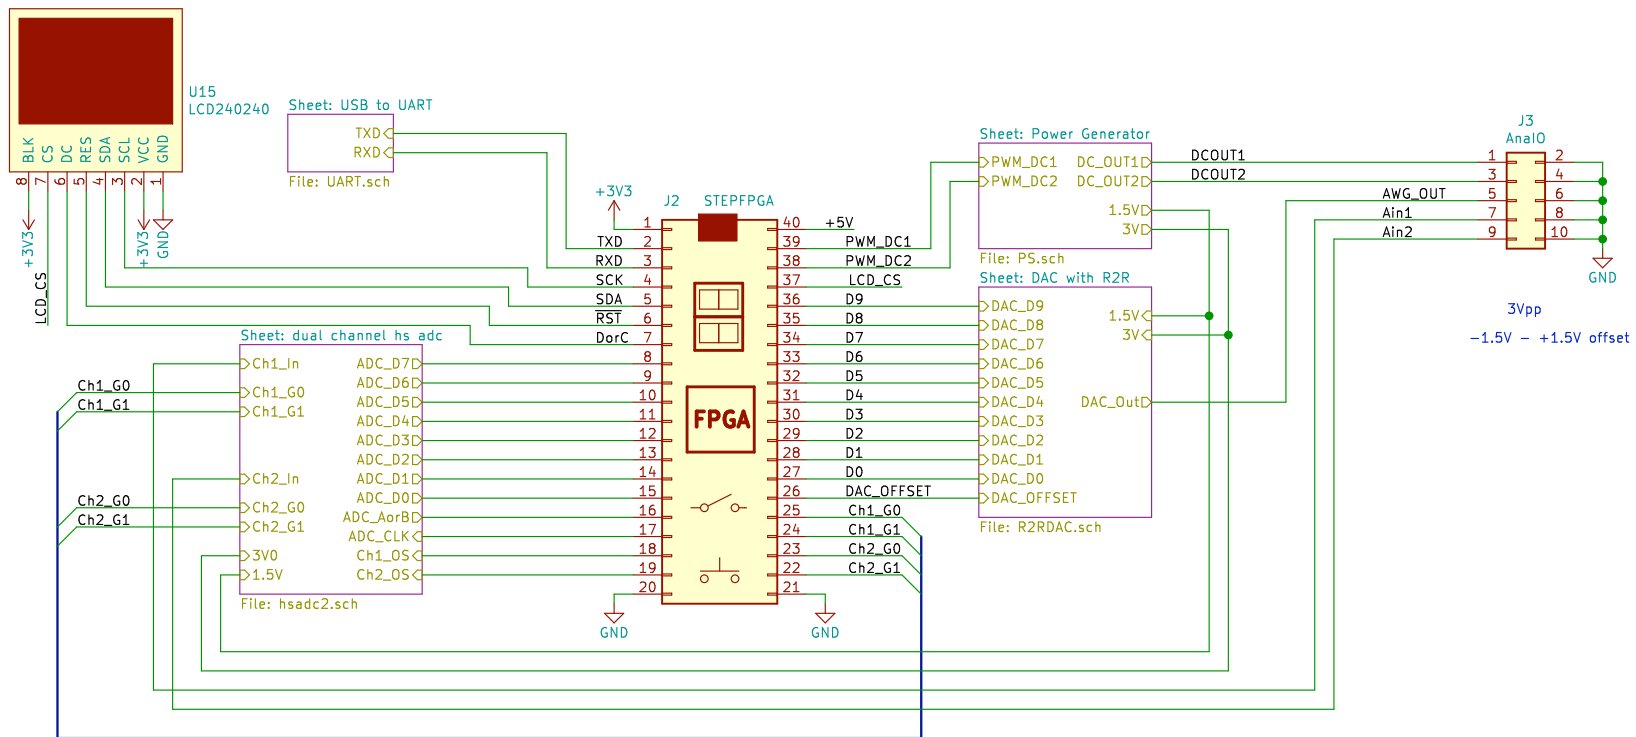 U15
LCD240240
BLK
CS
DC
RES
SDA
SCL
VCC
GND
8
7
6
5
4
3
2
1
+3V3
LCD_CS
+3V3
GND
Sheet: USB to UART
TXD
RXD
File: UART.sch
Sheet: dual channel hs adc
Ch1_In
Ch1_G0
Ch1_G1
Ch2_In
Ch2_G0
Ch2_G1
3V0
1.5V
ADC_D7
ADC_D6
ADC_D5
ADC_D4
ADC_D3
ADC_D2
ADC_D1
ADC_D0
ADC_AorB
ADC_CLK
Ch1_OS
Ch2_OS
File: hsadc2.sch
Ch1_G0
Ch1_G1
Ch2_G0
Ch2_G1
+3V3
J2
STEPFPGA
TXD
RXD
SCK
SDA
RST
DorC
1
2
3
4
5
6
7
8
9
10
11
12
13
14
15
16
17
18
19
20
GND
FPGA
40
39
38
37
36
35
34
33
32
31
30
29
28
27
26
25
24
23
22
21
+5V
PWM_DC1
PWM_DC2
LCD_CS
D9
D8
D7
D6
D5
D4
D3
D2
D1
D0
DAC_OFFSET
Ch1_G0
Ch1_G1
Ch2_G0
Ch2_G1
GND
Sheet: Power Generator
PWM_DC1
PWM_DC2
DC_OUT1
DC_OUT2
1.5V
3V
File: PS.sch
Sheet: DAC with R2R
DAC_D9
DAC_D8
DAC_D7
DAC_D6
DAC_D5
DAC_D4
DAC_D3
DAC_D2
DAC_D1
DAC_D0
DAC_OFFSET
1.5V
3V
DAC_Out
File: R2RDAC.sch
DCOUT1
DCOUT2
AWG_OUT
Ain1
Ain2
J3
AnalO
1
3
5
7
9
2
4
6
8
10
GND
3Vpp
-1.5V - +1.5V offset